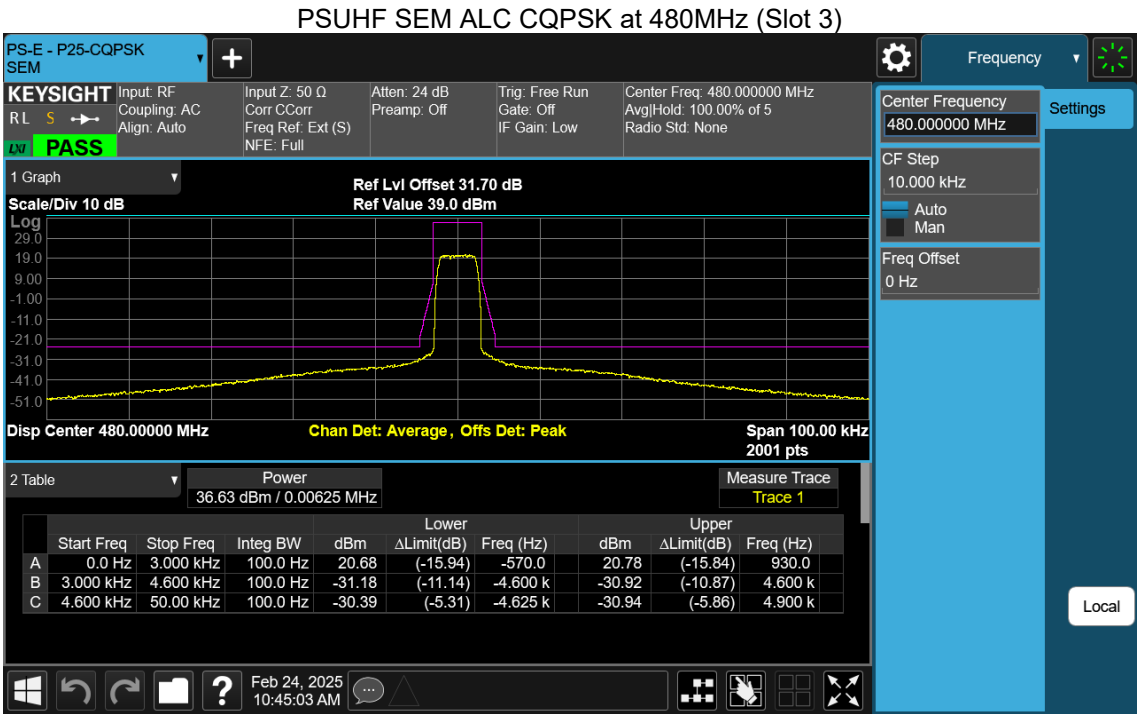 PSUHF SEM ALC CQPSK at 480MHz (Slot 3)
PS-E - P25-CQPSK
SEM
Frequency
KEYSIGHT
R L S
LXI
PASS
Input: RF
Coupling: AC
Align: Auto
Input Z: 50 Ω
Corr CCorr
Freq Ref: Ext (S)
NFE: Full
Atten: 24 dB
Preamp: Off
Trig: Free Run
Gate: Off
IF Gain: Low
Center Freq: 480.000000 MHz
Avg|Hold: 100.00% of 5
Radio Std: None
Center Frequency
480.000000 MHz
Settings
CF Step
10.000 kHz
Auto
Man
Freq Offset
0 Hz
1 Graph
Scale/Div 10 dB
Ref Lvl Offset 31.70 dB
Ref Value 39.0 dBm
Log
29.0
19.0
9.00
-1.00
-11.0
-21.0
-31.0
-41.0
-51.0
Disp Center 480.00000 MHz
Chan Det: Average , Offs Det: Peak
Span 100.00 kHz
2001 pts
2 Table
Power
36.63 dBm / 0.00625 MHz
Measure Trace
Trace 1
Lower Upper
Start Freq Stop Freq Integ BW dBm ΔLimit(dB) Freq (Hz) dBm ΔLimit(dB) Freq (Hz)
A 0.0 Hz 3.000 kHz 100.0 Hz 20.68 (-15.94) -570.0 20.78 (-15.84) 930.0
B 3.000 kHz 4.600 kHz 100.0 Hz -31.18 (-11.14) -4.600 k -30.92 (-10.87) 4.600 k
C 4.600 kHz 50.00 kHz 100.0 Hz -30.39 (-5.31) -4.625 k -30.94 (-5.86) 4.900 k
Local
?
Feb 24, 2025
10:45:03 AM